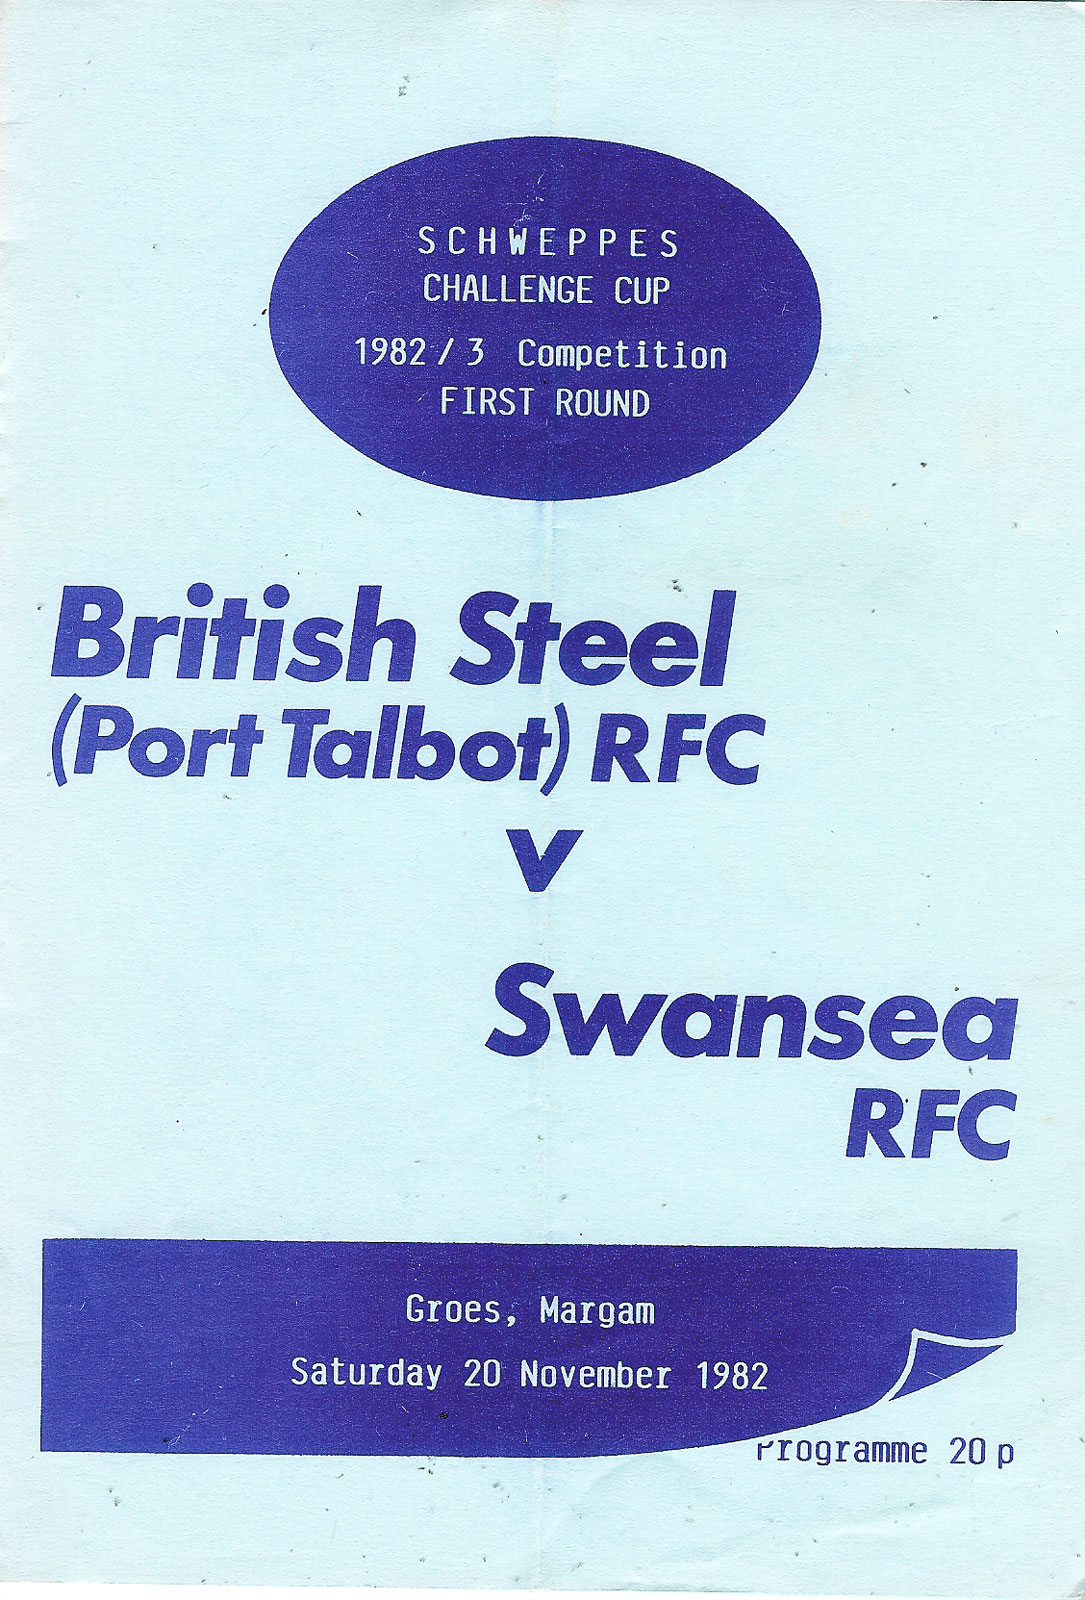 SCHWEPPES
CHALLENGE CUP
1982/3 Competition
FIRST ROUND
British Steel
(Port Talbot) RFC
v
Swansea
RFC
Groes, Margam
Saturday 20 November 1982
Programme 20p